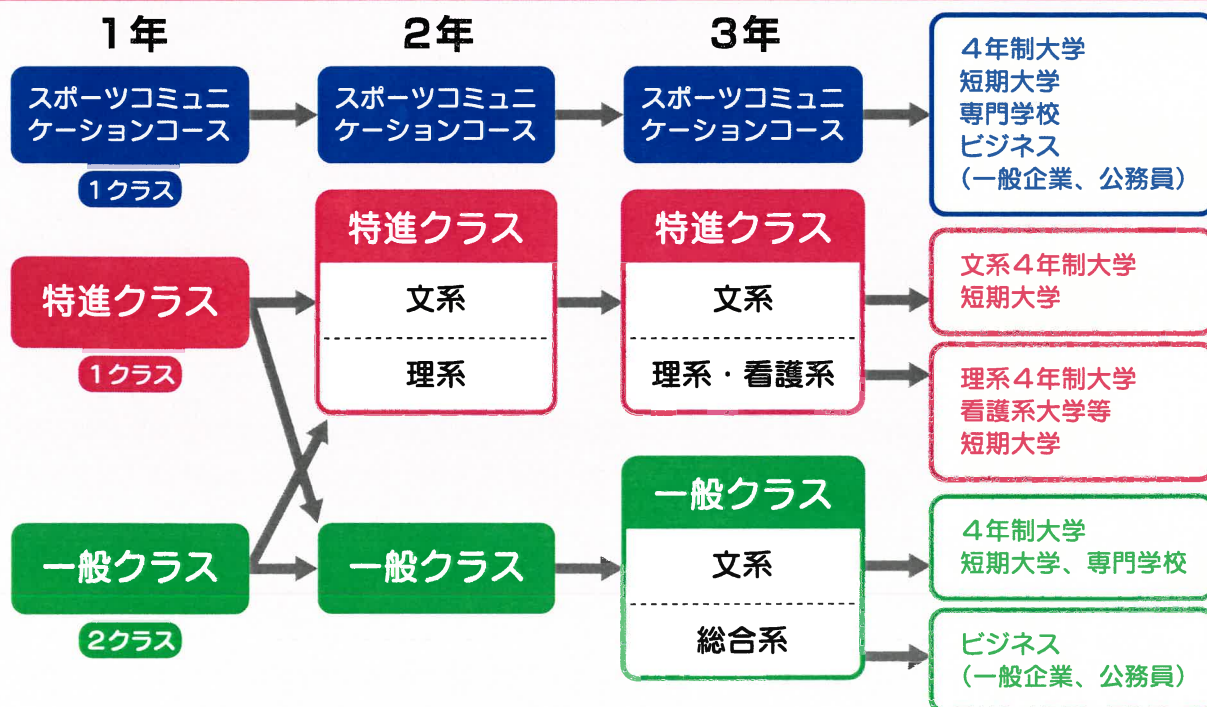 1年
2年
3年
スポーツコミュニ
ケーションコース
1クラス
スポーツコミュニ
ケーションコース
スポーツコミュニ
ケーションコース
4年制大学
短期大学
専門学校
ビジネス
(一般企業、公務員)
特進クラス
1クラス
特進クラス
文系
理系
特進クラス
文系
理系・看護系
文系4年制大学
短期大学
理系4年制大学
看護系大学等
短期大学
一般クラス
2クラス
一般クラス
一般クラス
文系
総合系
4年制大学
短期大学、専門学校
ビジネス
(一般企業、公務員)